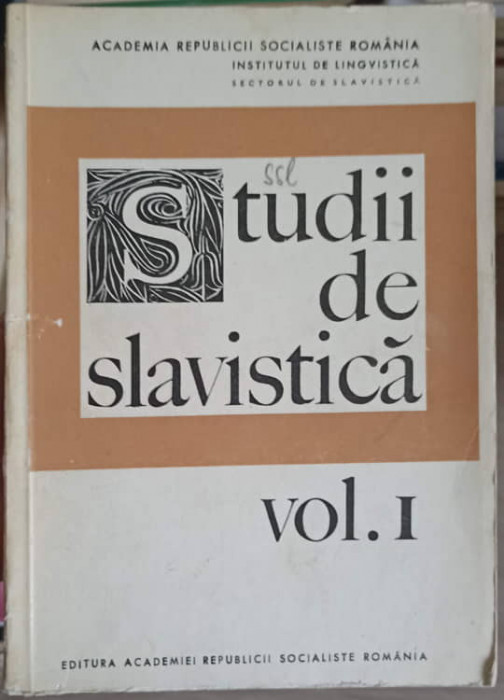 ACADEMIA REPUBLICII SOCIALISTE ROMÂNIA
INSTITUTUL DE LINGVISTICĂ
SECTORUL DE SLAVISTICĂ
ssl
Studii
de
slavistică
vol. I
EDITURA ACADEMIEI REPUBLICII SOCIALISTE ROMÂNIA